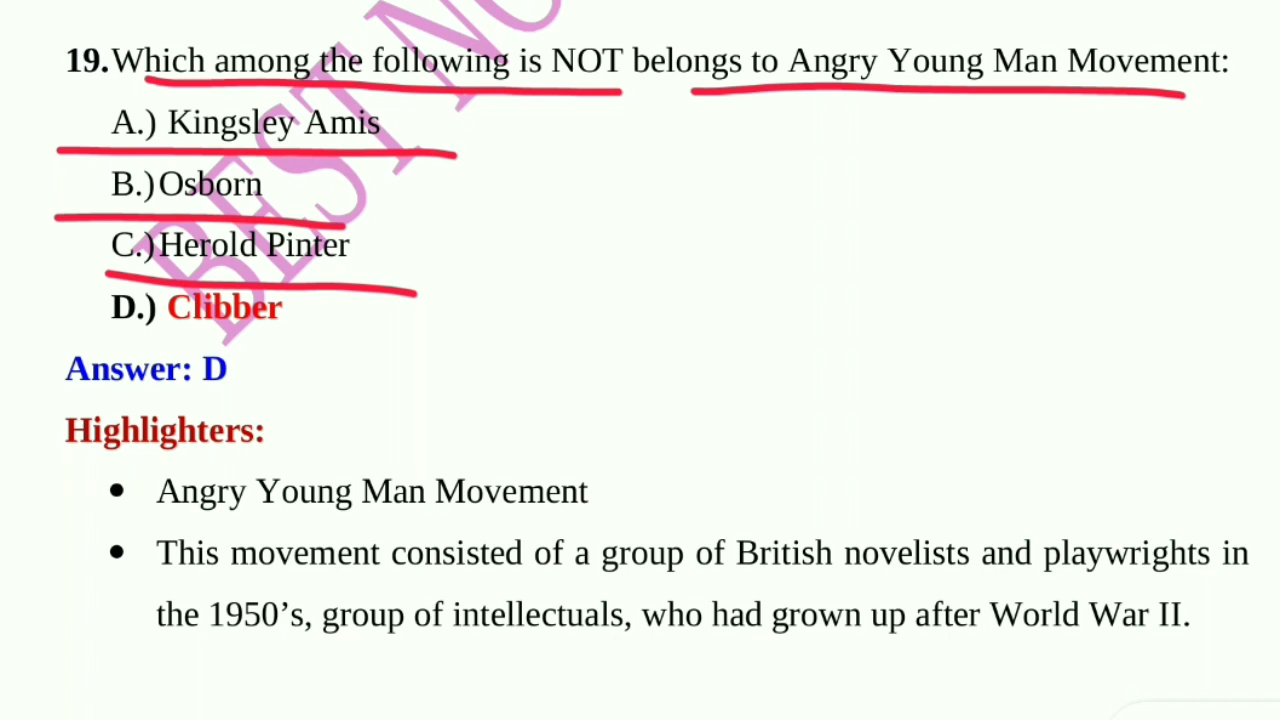 19.Which among the following is NOT belongs to Angry Young Man Movement:
A.) Kingsley Amis
B.)Osborn
C.)Herold Pinter
D.) Clibber
Answer: D
Highlighters:
• Angry Young Man Movement
• This movement consisted of a group of British novelists and playwrights in
the 1950's, group of intellectuals, who had grown up after World War II.
BEST NO